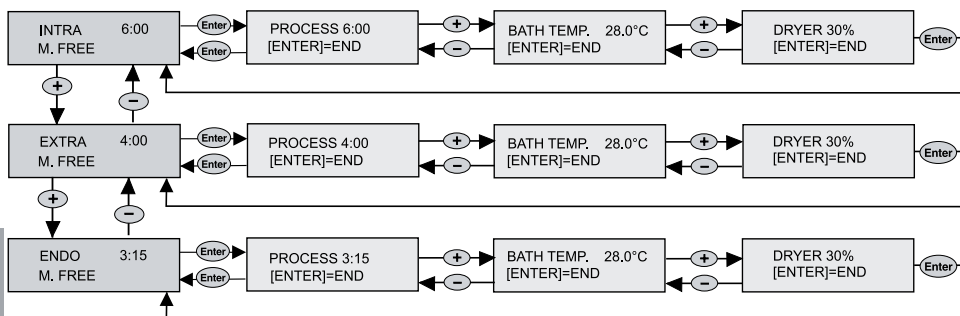 INTRA 6:00
M. FREE
Enter
Enter
PROCESS 6:00
[ENTER]=END
+
−
BATH TEMP. 28.0°C
[ENTER]=END
+
−
DRYER 30%
[ENTER]=END
Enter
+
−
EXTRA 4:00
M. FREE
Enter
Enter
PROCESS 4:00
[ENTER]=END
+
−
BATH TEMP. 28.0°C
[ENTER]=END
+
−
DRYER 30%
[ENTER]=END
Enter
+
−
ENDO 3:15
M. FREE
Enter
Enter
PROCESS 3:15
[ENTER]=END
+
−
BATH TEMP. 28.0°C
[ENTER]=END
+
−
DRYER 30%
[ENTER]=END
Enter